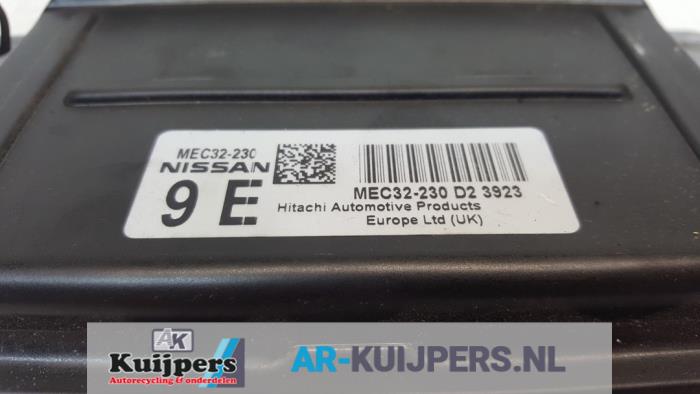 MEC32-230
NISSAN
9 E
MEC32-230 D2 3923
Hitachi Automotive Products
Europe Ltd (UK)
AK
Kuijpers
Autorecycling & onderdelen
AR-KUIJPERS.NL